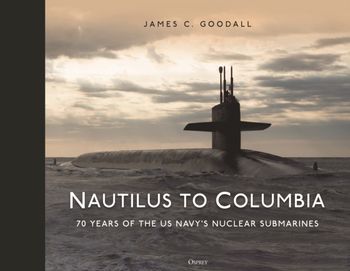 JAMES C. GOODALL
NAUTILUS TO COLUMBIA
70 YEARS OF THE US NAVY'S NUCLEAR SUBMARINES
OSPREY